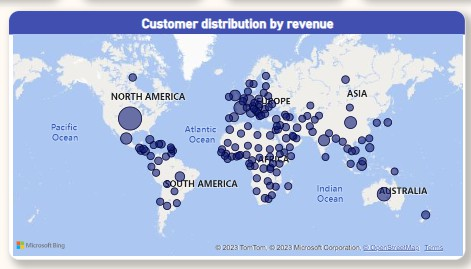 Customer distribution by revenue
NORTH AMERICA
EUROPE
ASIA
Pacific
Ocean
Atlantic
Ocean
AFRICA
SOUTH AMERICA
Indian
Ocean
AUSTRALIA
Microsoft Bing
© 2023 TomTom, © 2023 Microsoft Corporation, © OpenStreetMap Terms